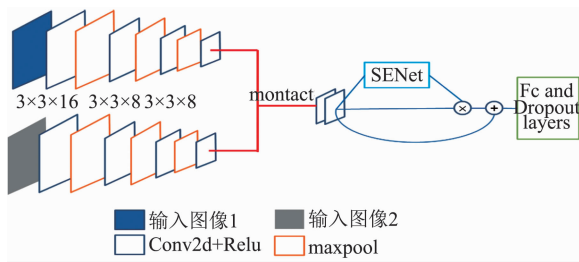 3×3×16 3×3×8 3×3×8
montact
SENet
×
+
Fc and
Dropout
layers
输入图像1
输入图像2
Conv2d+Relu
maxpool